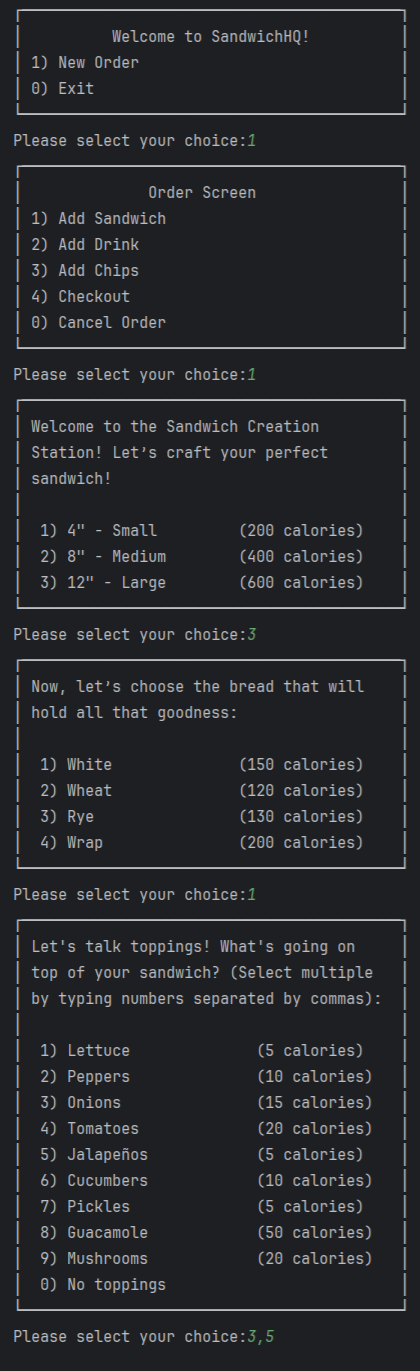 Welcome to SandwichHQ!
1) New Order
0) Exit
Please select your choice:1
Order Screen
1) Add Sandwich
2) Add Drink
3) Add Chips
4) Checkout
0) Cancel Order
Please select your choice:1
Welcome to the Sandwich Creation
Station! Let’s craft your perfect
sandwich!
1) 4" - Small (200 calories)
2) 8" - Medium (400 calories)
3) 12" - Large (600 calories)
Please select your choice:3
Now, let’s choose the bread that will
hold all that goodness:
1) White (150 calories)
2) Wheat (120 calories)
3) Rye (130 calories)
4) Wrap (200 calories)
Please select your choice:1
Let's talk toppings! What's going on
top of your sandwich? (Select multiple
by typing numbers separated by commas):
1) Lettuce (5 calories)
2) Peppers (10 calories)
3) Onions (15 calories)
4) Tomatoes (20 calories)
5) Jalapeños (5 calories)
6) Cucumbers (10 calories)
7) Pickles (5 calories)
8) Guacamole (50 calories)
9) Mushrooms (20 calories)
0) No toppings
Please select your choice:3,5